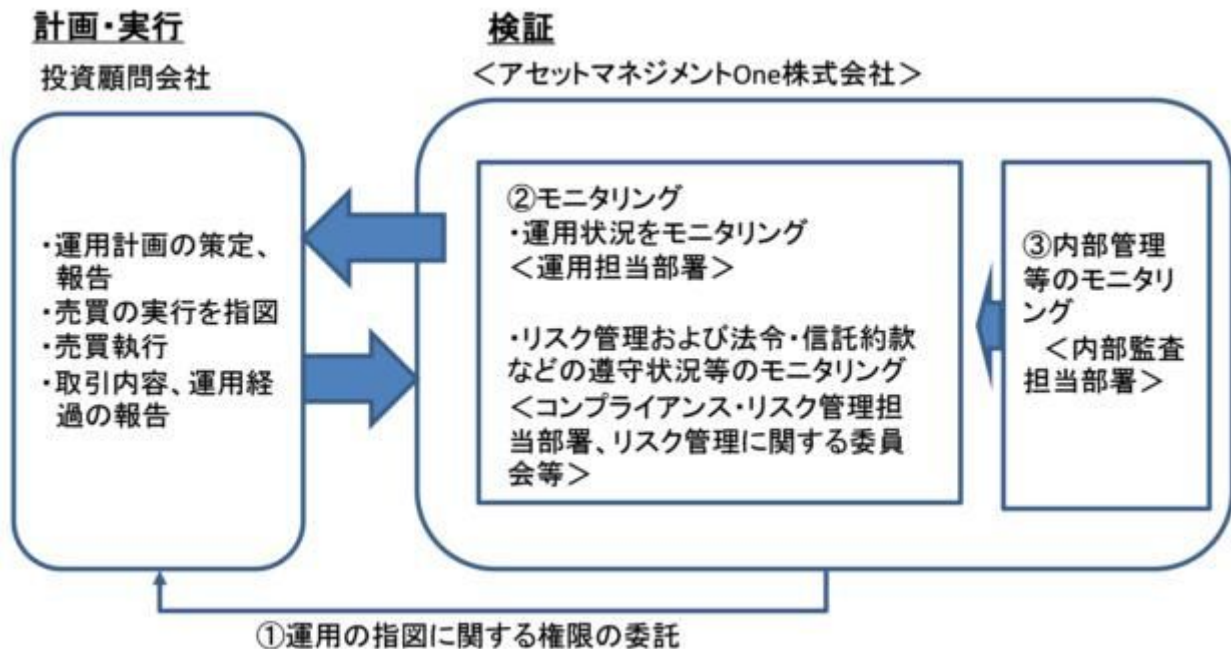 計画・実行
投資顧問会社
・運用計画の策定、
報告
・売買の実行を指図
・売買執行
・取引内容、運用経
過の報告
検証
＜アセットマネジメントOne株式会社＞
②モニタリング
・運用状況をモニタリング
＜運用担当部署＞
・リスク管理および法令・信託約款
などの遵守状況等のモニタリング
＜コンプライアンス・リスク管理担
当部署、リスク管理に関する委員
会等＞
③内部管理
等のモニタリ
ング
＜内部監査
担当部署＞
①運用の指図に関する権限の委託